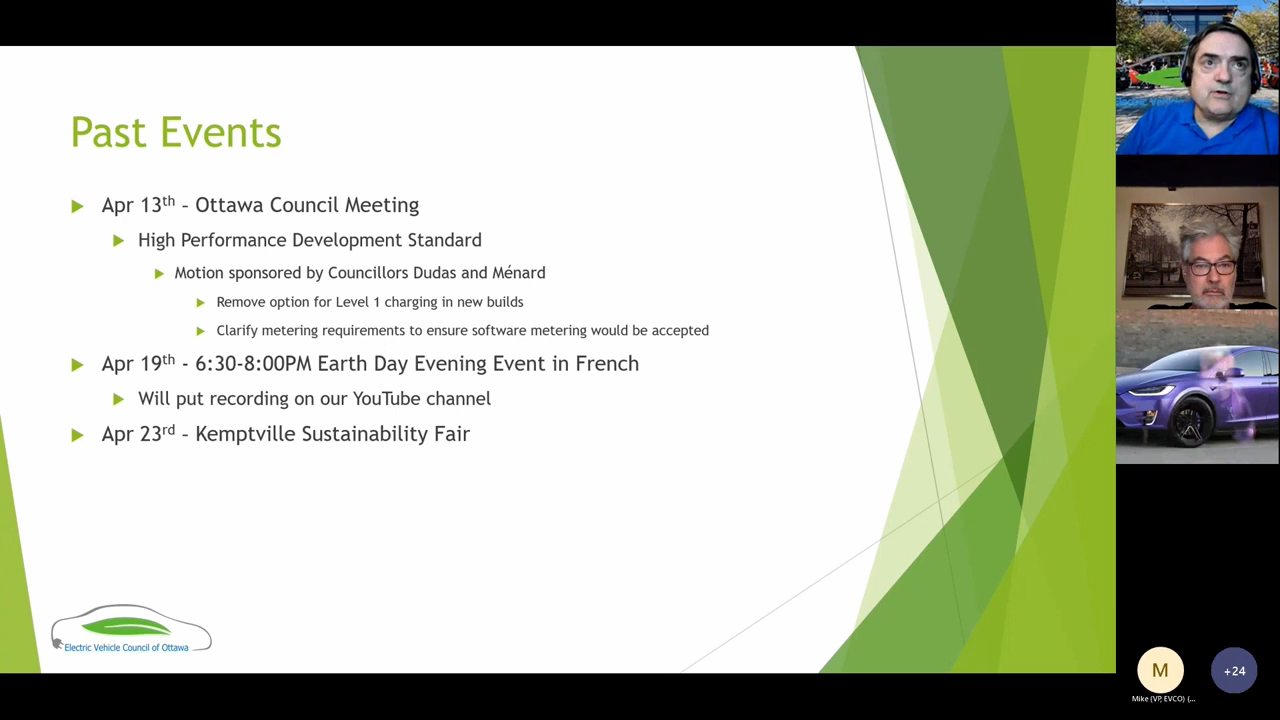 Past Events
Apr 13th – Ottawa Council Meeting
High Performance Development Standard
Motion sponsored by Councillors Dudas and Ménard
Remove option for Level 1 charging in new builds
Clarify metering requirements to ensure software metering would be accepted
Apr 19th - 6:30-8:00PM Earth Day Evening Event in French
Will put recording on our YouTube channel
Apr 23rd – Kemptville Sustainability Fair
Electric Vehicle Council of Ottawa
M
+24
Mike (VP, EVCO) (...